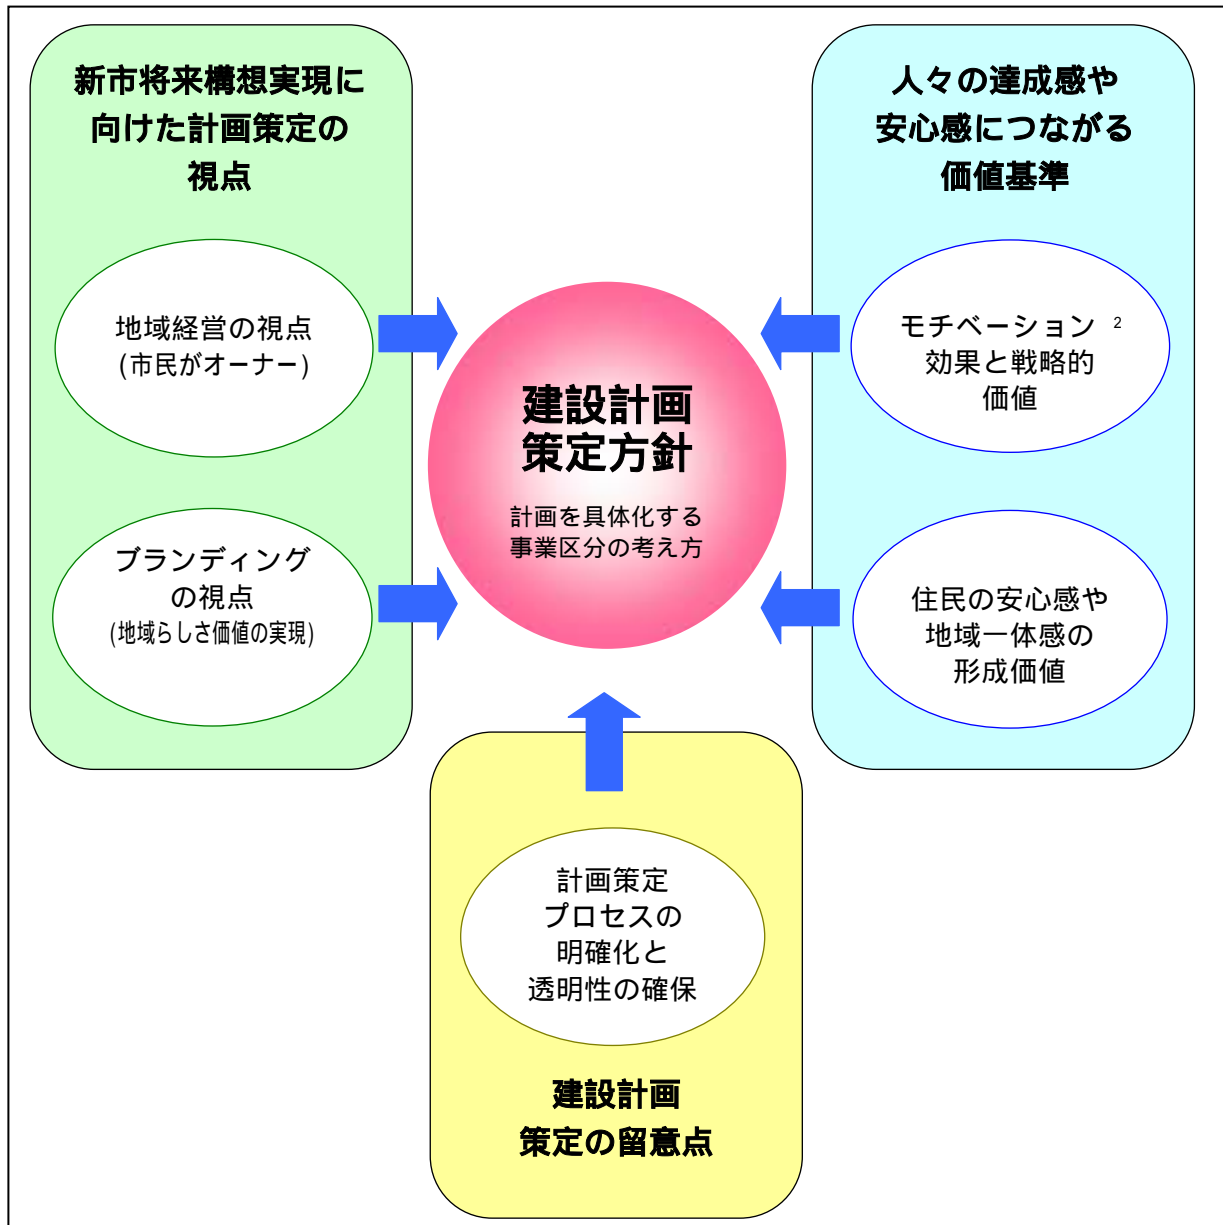 新市将来構想実現に
向けた計画策定の
視点
地域経営の視点
(市民がオーナー)
ブランディング
の視点
(地域らしさ価値の実現)
建設計画
策定方針
計画を具体化する
事業区分の考え方
人々の達成感や
安心感につながる
価値基準
モチベーション 2
効果と戦略的
価値
住民の安心感や
地域一体感の
形成価値
計画策定
プロセスの
明確化と
透明性の確保
建設計画
策定の留意点